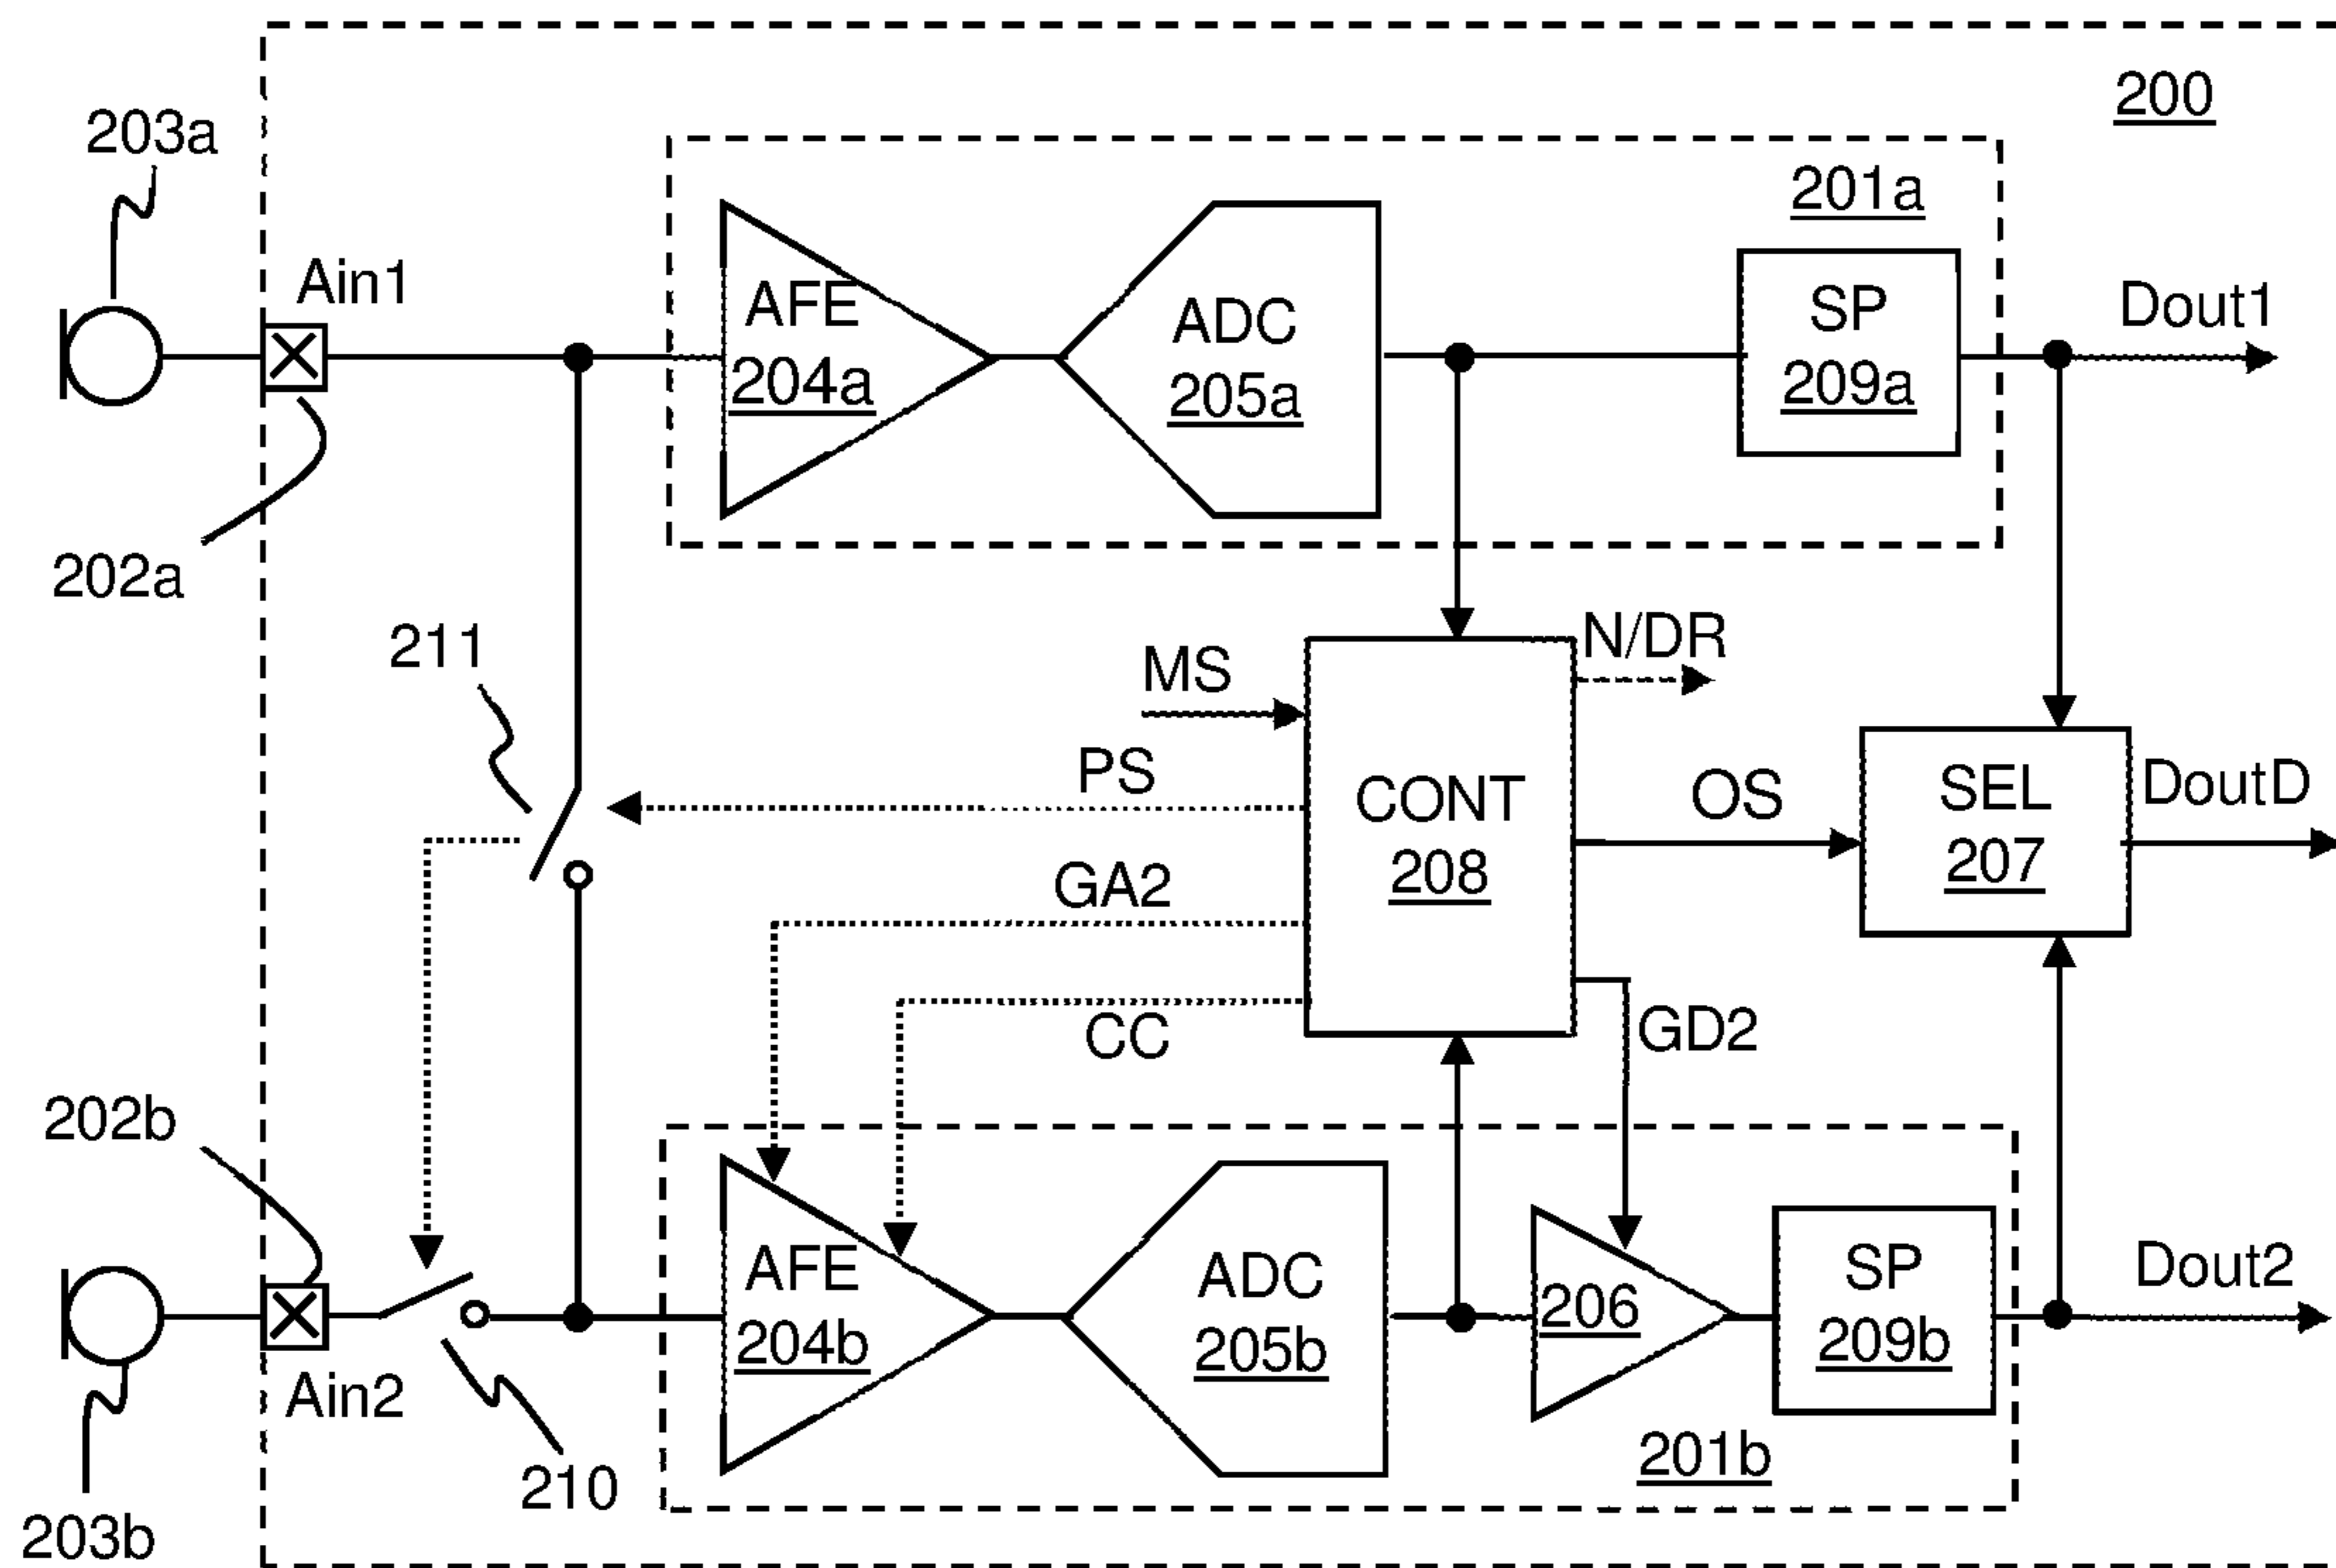 200
203a
201a
Ain1
AFE
204a
ADC
205a
SP
209a
Dout1
202a
211
MS
N/DR
PS
CONT
208
OS
SEL
207
DoutD
GA2
CC
GD2
202b
AFE
204b
ADC
205b
206
SP
209b
Dout2
Ain2
210
201b
203b